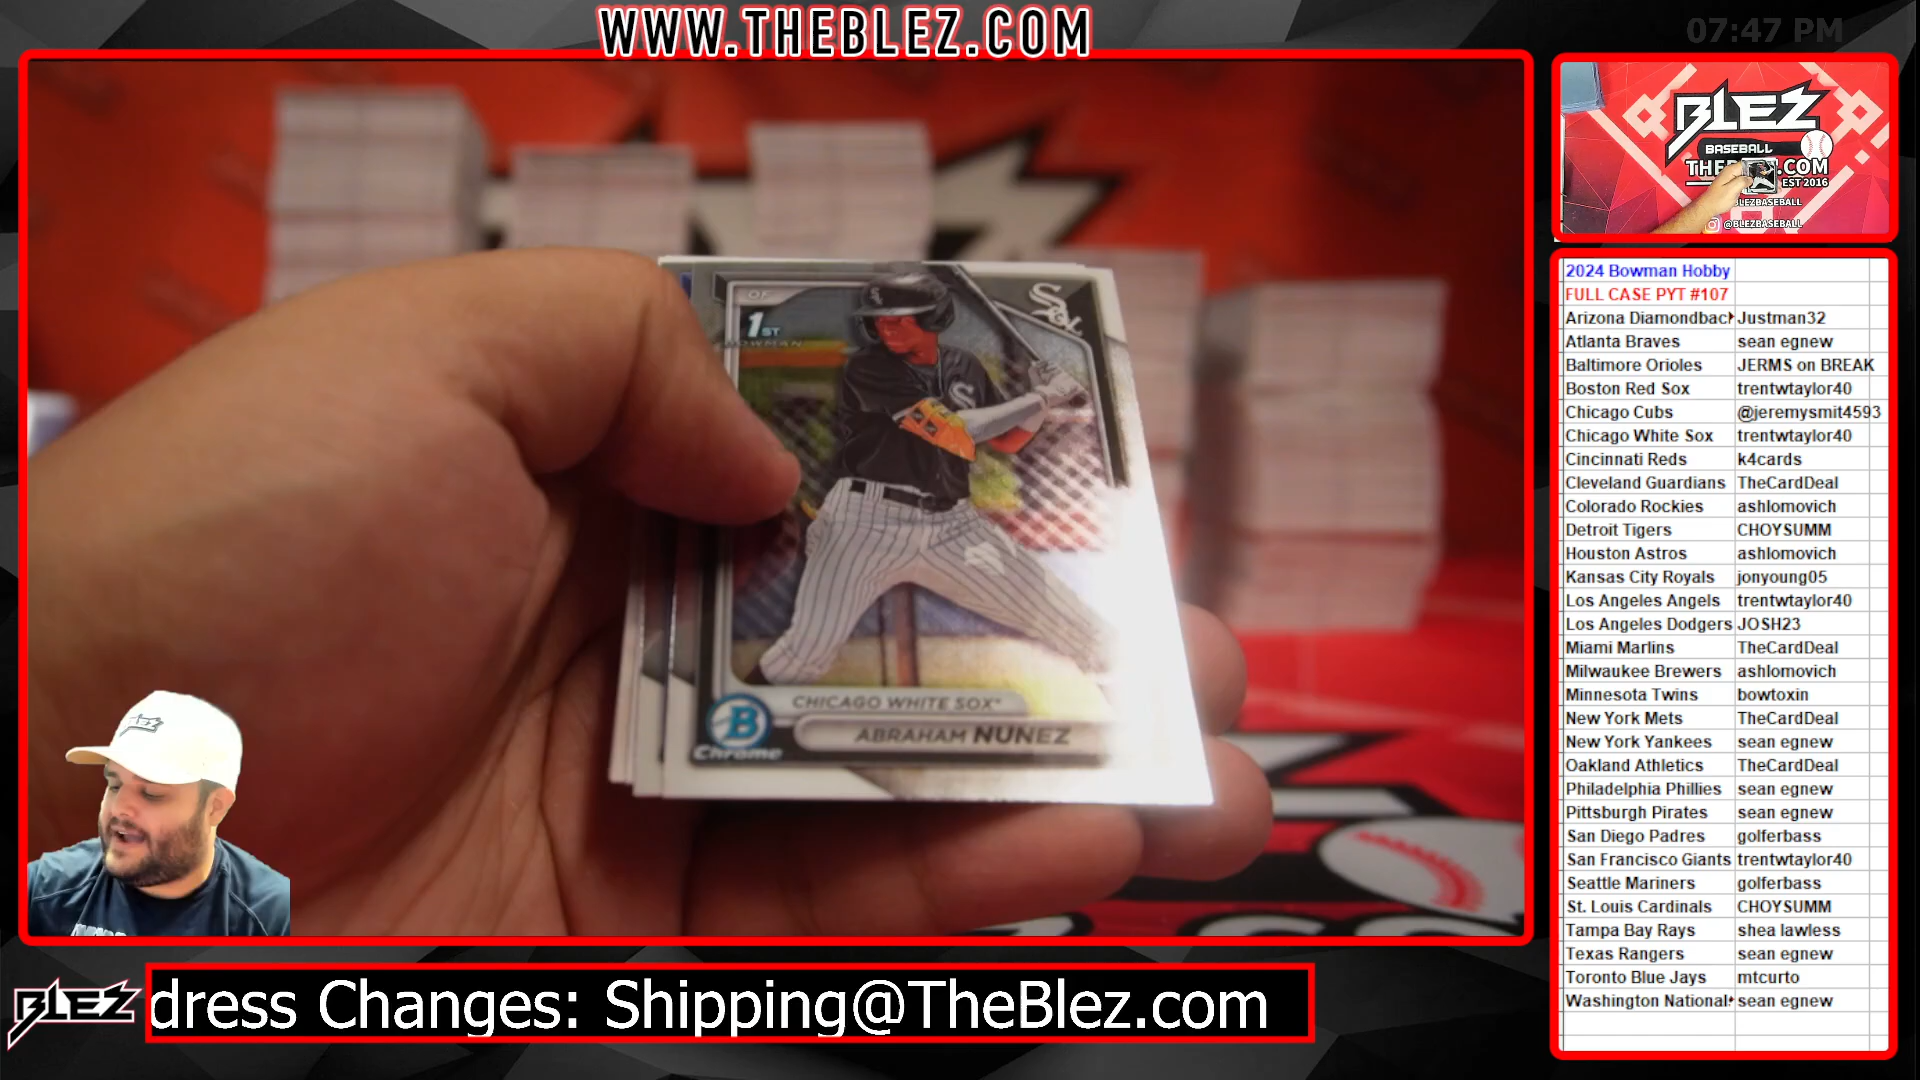 WWW.THEBLEZ.COM
07:47 PM
BLEZ
BASEBALL
.COM
EST 2016
@BLEZBASEBALL
OF
1ST
BOWMAN
Sox
CHICAGO WHITE SOX
ABRAHAM NUNEZ
B
Chrome
2024 Bowman Hobby
FULL CASE PYT #107
Arizona Diamondback Justman32
Atlanta Braves sean egnew
Baltimore Orioles JERMS on BREAK
Boston Red Sox trentwtaylor40
Chicago Cubs @jeremysmit4593
Chicago White Sox trentwtaylor40
Cincinnati Reds k4cards
Cleveland Guardians TheCardDeal
Colorado Rockies ashlomovich
Detroit Tigers CHOYSUMM
Houston Astros ashlomovich
Kansas City Royals jonyoung05
Los Angeles Angels trentwtaylor40
Los Angeles Dodgers JOSH23
Miami Marlins TheCardDeal
Milwaukee Brewers ashlomovich
Minnesota Twins bowtoxin
New York Mets TheCardDeal
New York Yankees sean egnew
Oakland Athletics TheCardDeal
Philadelphia Phillies sean egnew
Pittsburgh Pirates sean egnew
San Diego Padres golferbass
San Francisco Giants trentwtaylor40
Seattle Mariners golferbass
St. Louis Cardinals CHOYSUMM
Tampa Bay Rays shea lawless
Texas Rangers sean egnew
Toronto Blue Jays mtcurto
Washington National sean egnew
BLEZ
dress Changes: Shipping@TheBlez.com